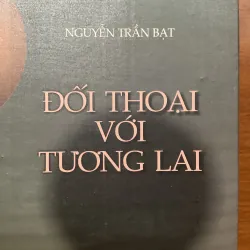 NGUYỄN TRẦN BẠT
ĐỐI THOẠI
VỚI
TƯƠNG LAI